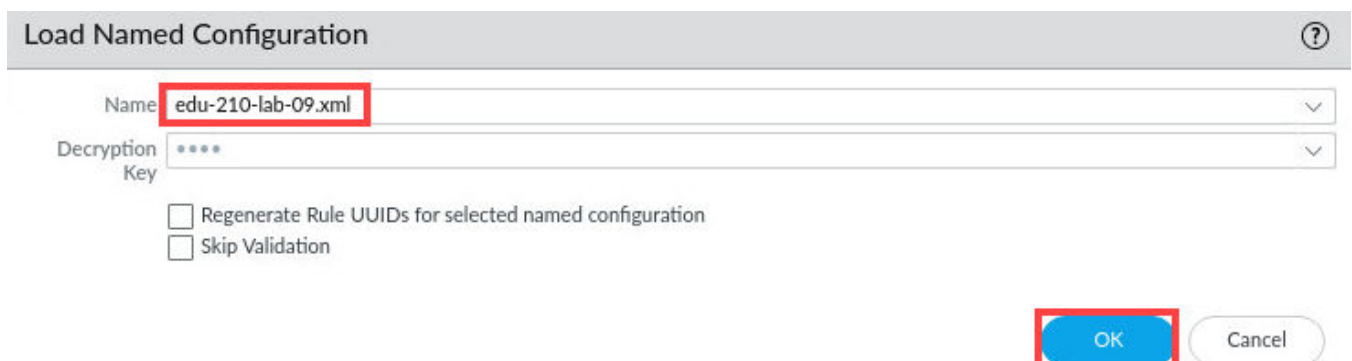 Load Named Configuration ?
Name edu-210-lab-09.xml
Decryption Key ••••
Regenerate Rule UUIDs for selected named configuration
Skip Validation
OK Cancel